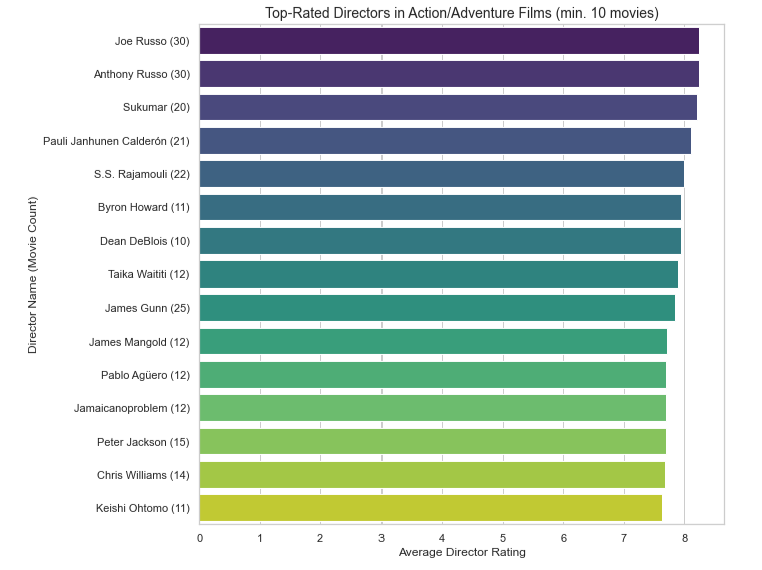 Top-Rated Directors in Action/Adventure Films (min. 10 movies)
Director Name (Movie Count)
Joe Russo (30)
Anthony Russo (30)
Sukumar (20)
Pauli Janhunen Calderón (21)
S.S. Rajamouli (22)
Byron Howard (11)
Dean DeBlois (10)
Taika Waititi (12)
James Gunn (25)
James Mangold (12)
Pablo Agüero (12)
Jamaicanoproblem (12)
Peter Jackson (15)
Chris Williams (14)
Keishi Ohtomo (11)
0 1 2 3 4 5 6 7 8
Average Director Rating